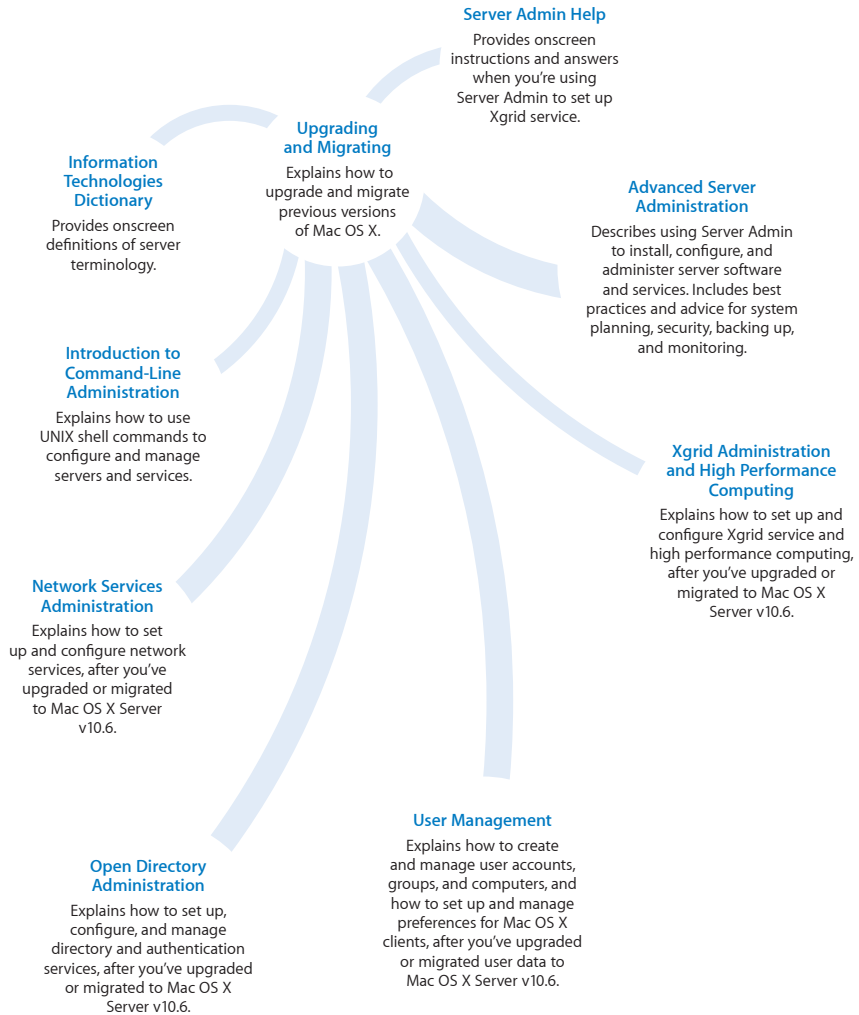 Server Admin Help
Provides onscreen
instructions and answers
when you're using
Server Admin to set up
Xgrid service.
Upgrading
and Migrating
Explains how to
upgrade and migrate
previous versions
of Mac OS X.
Information
Technologies
Dictionary
Provides onscreen
definitions of server
terminology.
Advanced Server
Administration
Describes using Server Admin
to install, configure, and
administer server software
and services. Includes best
practices and advice for system
planning, security, backing up,
and monitoring.
Introduction to
Command-Line
Administration
Explains how to use
UNIX shell commands to
configure and manage
servers and services.
Xgrid Administration
and High Performance
Computing
Explains how to set up and
configure Xgrid service and
high performance computing,
after you've upgraded or
migrated to Mac OS X
Server v10.6.
Network Services
Administration
Explains how to set
up and configure network
services, after you've
upgraded or migrated
to Mac OS X Server
v10.6.
User Management
Explains how to create
and manage user accounts,
groups, and computers, and
how to set up and manage
preferences for Mac OS X
clients, after you've upgraded
or migrated user data to
Mac OS X Server v10.6.
Open Directory
Administration
Explains how to set up,
configure, and manage
directory and authentication
services, after you've upgraded
or migrated to Mac OS X
Server v10.6.